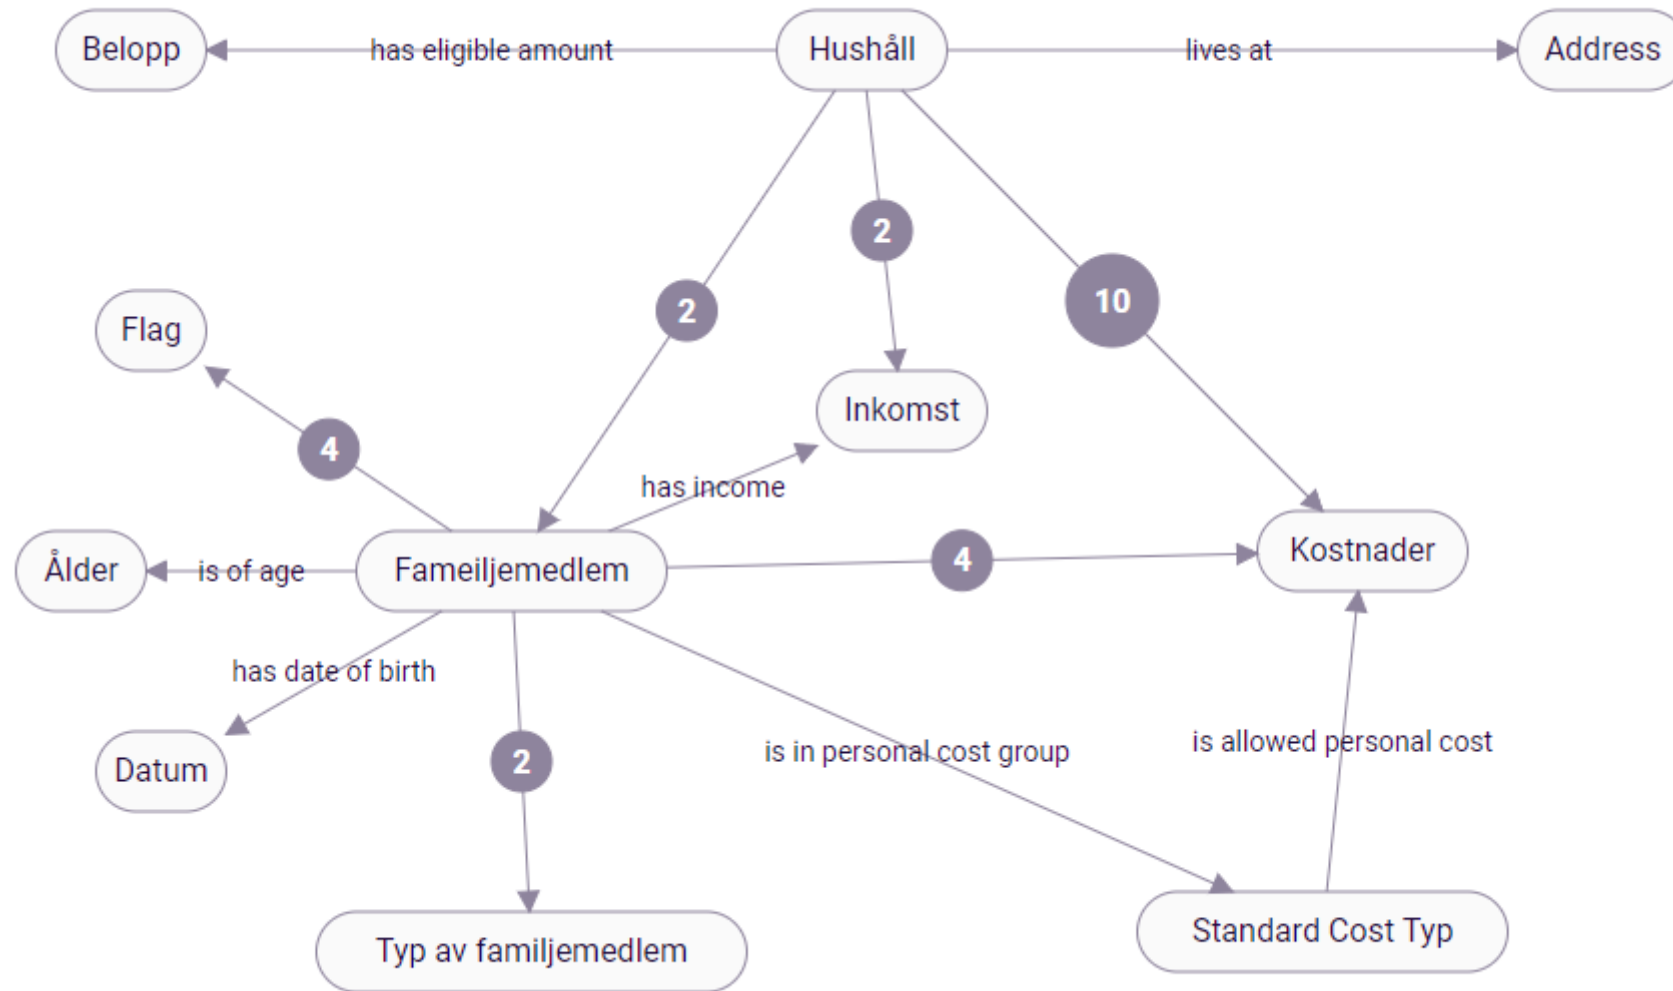 Belopp
has eligible amount
Hushåll
lives at
Address
2
2
10
Flag
Inkomst
4
has income
Kostnader
Ålder
is of age
Fameiljemedlem
4
has date of birth
is in personal cost group
is allowed personal cost
Datum
2
Typ av familjemedlem
Standard Cost Typ